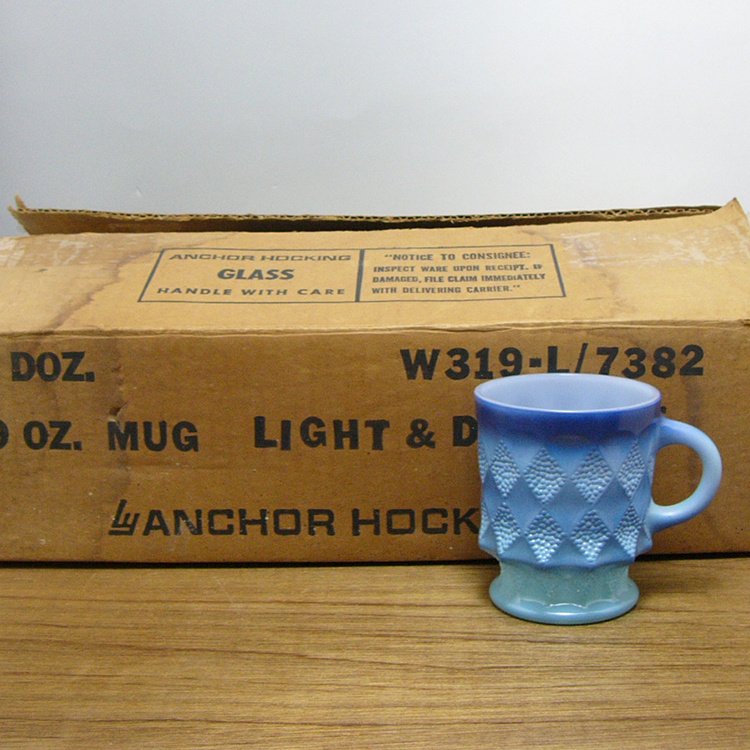 ANCHOR HOCKING
GLASS
HANDLE WITH CARE
"NOTICE TO CONSIGNEE:
INSPECT WARE UPON RECEIPT. IF
DAMAGED, FILE CLAIM IMMEDIATELY
WITH DELIVERING CARRIER."
DOZ.
W319-L/7382
OZ. MUG LIGHT & D
ANCHOR HOCK